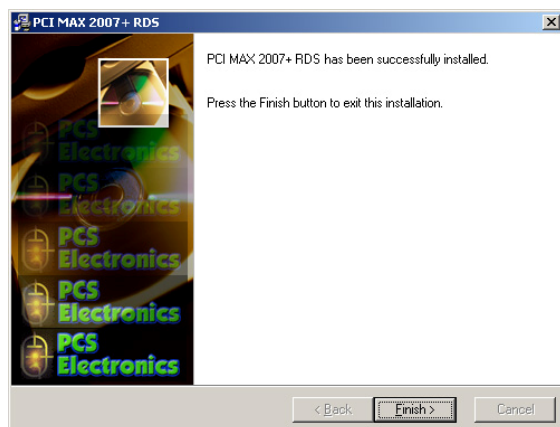 PCI MAX 2007+ RDS
PCI MAX 2007+ RDS has been successfully installed.
Press the Finish button to exit this installation.
PCS
Electronics
PCS
Electronics
PCS
Electronics
PCS
Electronics
PCS
Electronics
< Back
Finish >
Cancel